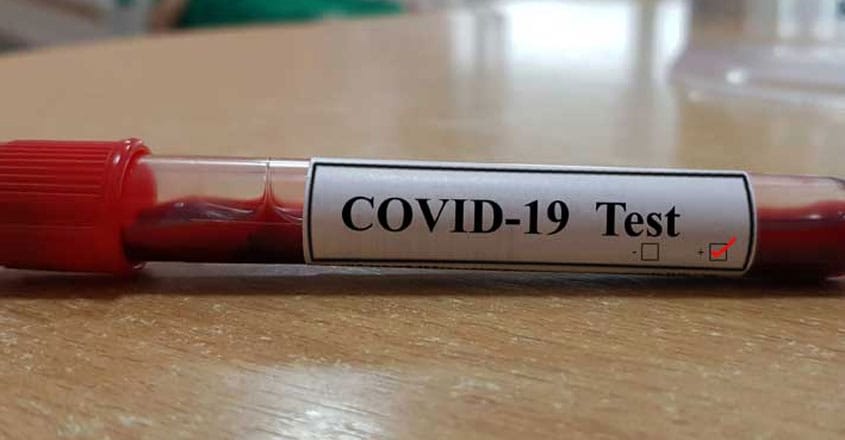 COVID-19 Test
- ☐ + ☑